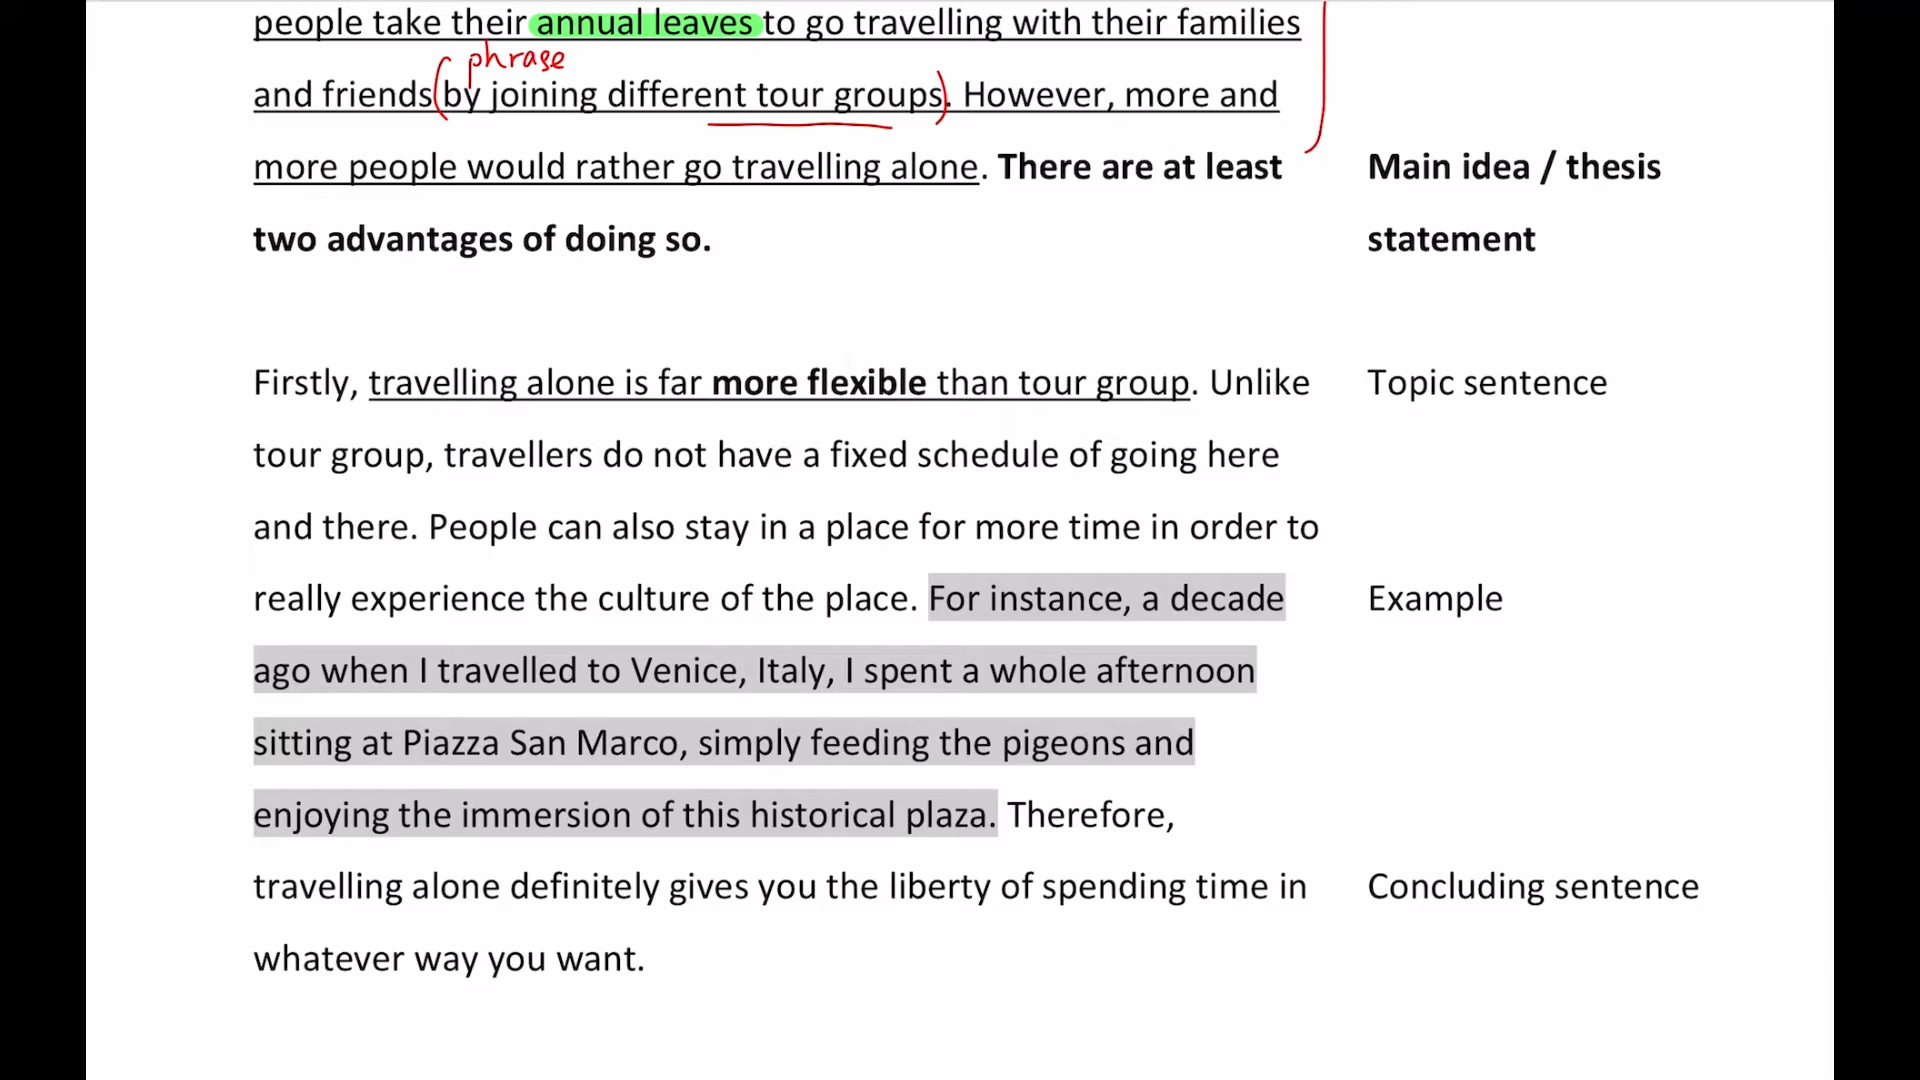 people take their annual leaves to go travelling with their families
phrase
and friends (by joining different tour groups). However, more and
more people would rather go travelling alone. There are at least
Main idea / thesis
two advantages of doing so.
statement
Firstly, travelling alone is far more flexible than tour group. Unlike
Topic sentence
tour group, travellers do not have a fixed schedule of going here
and there. People can also stay in a place for more time in order to
really experience the culture of the place. For instance, a decade
Example
ago when I travelled to Venice, Italy, I spent a whole afternoon
sitting at Piazza San Marco, simply feeding the pigeons and
enjoying the immersion of this historical plaza. Therefore,
travelling alone definitely gives you the liberty of spending time in
Concluding sentence
whatever way you want.